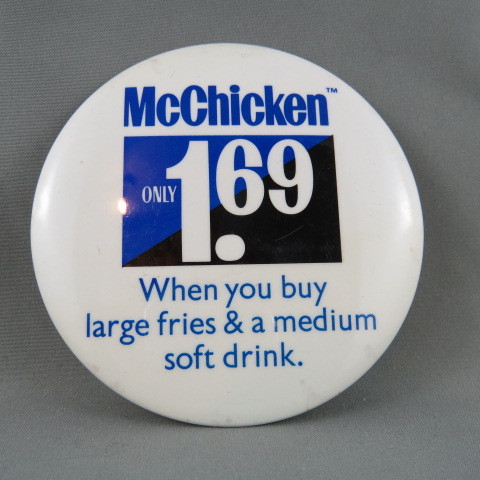 McChicken™
ONLY 1.69
When you buy
large fries & a medium
soft drink.